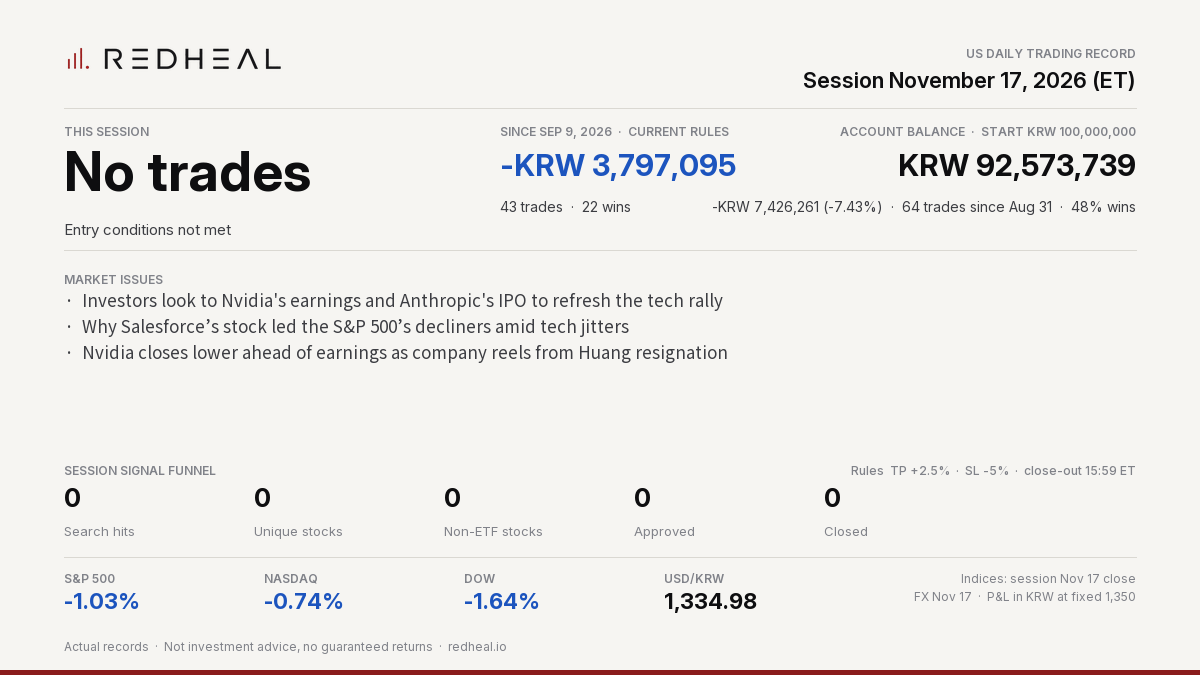 REDHEAL
US DAILY TRADING RECORD
Session November 17, 2026 (ET)
THIS SESSION
No trades
Entry conditions not met
SINCE SEP 9, 2026 · CURRENT RULES
-KRW 3,797,095
43 trades · 22 wins
ACCOUNT BALANCE · START KRW 100,000,000
KRW 92,573,739
-KRW 7,426,261 (-7.43%) · 64 trades since Aug 31 · 48% wins
MARKET ISSUES
· Investors look to Nvidia's earnings and Anthropic's IPO to refresh the tech rally
· Why Salesforce’s stock led the S&P 500’s decliners amid tech jitters
· Nvidia closes lower ahead of earnings as company reels from Huang resignation
SESSION SIGNAL FUNNEL
Rules TP +2.5% · SL -5% · close-out 15:59 ET
0
Search hits
0
Unique stocks
0
Non-ETF stocks
0
Approved
0
Closed
S&P 500
-1.03%
NASDAQ
-0.74%
DOW
-1.64%
USD/KRW
1,334.98
Indices: session Nov 17 close
FX Nov 17 · P&L in KRW at fixed 1,350
Actual records · Not investment advice, no guaranteed returns · redheal.io